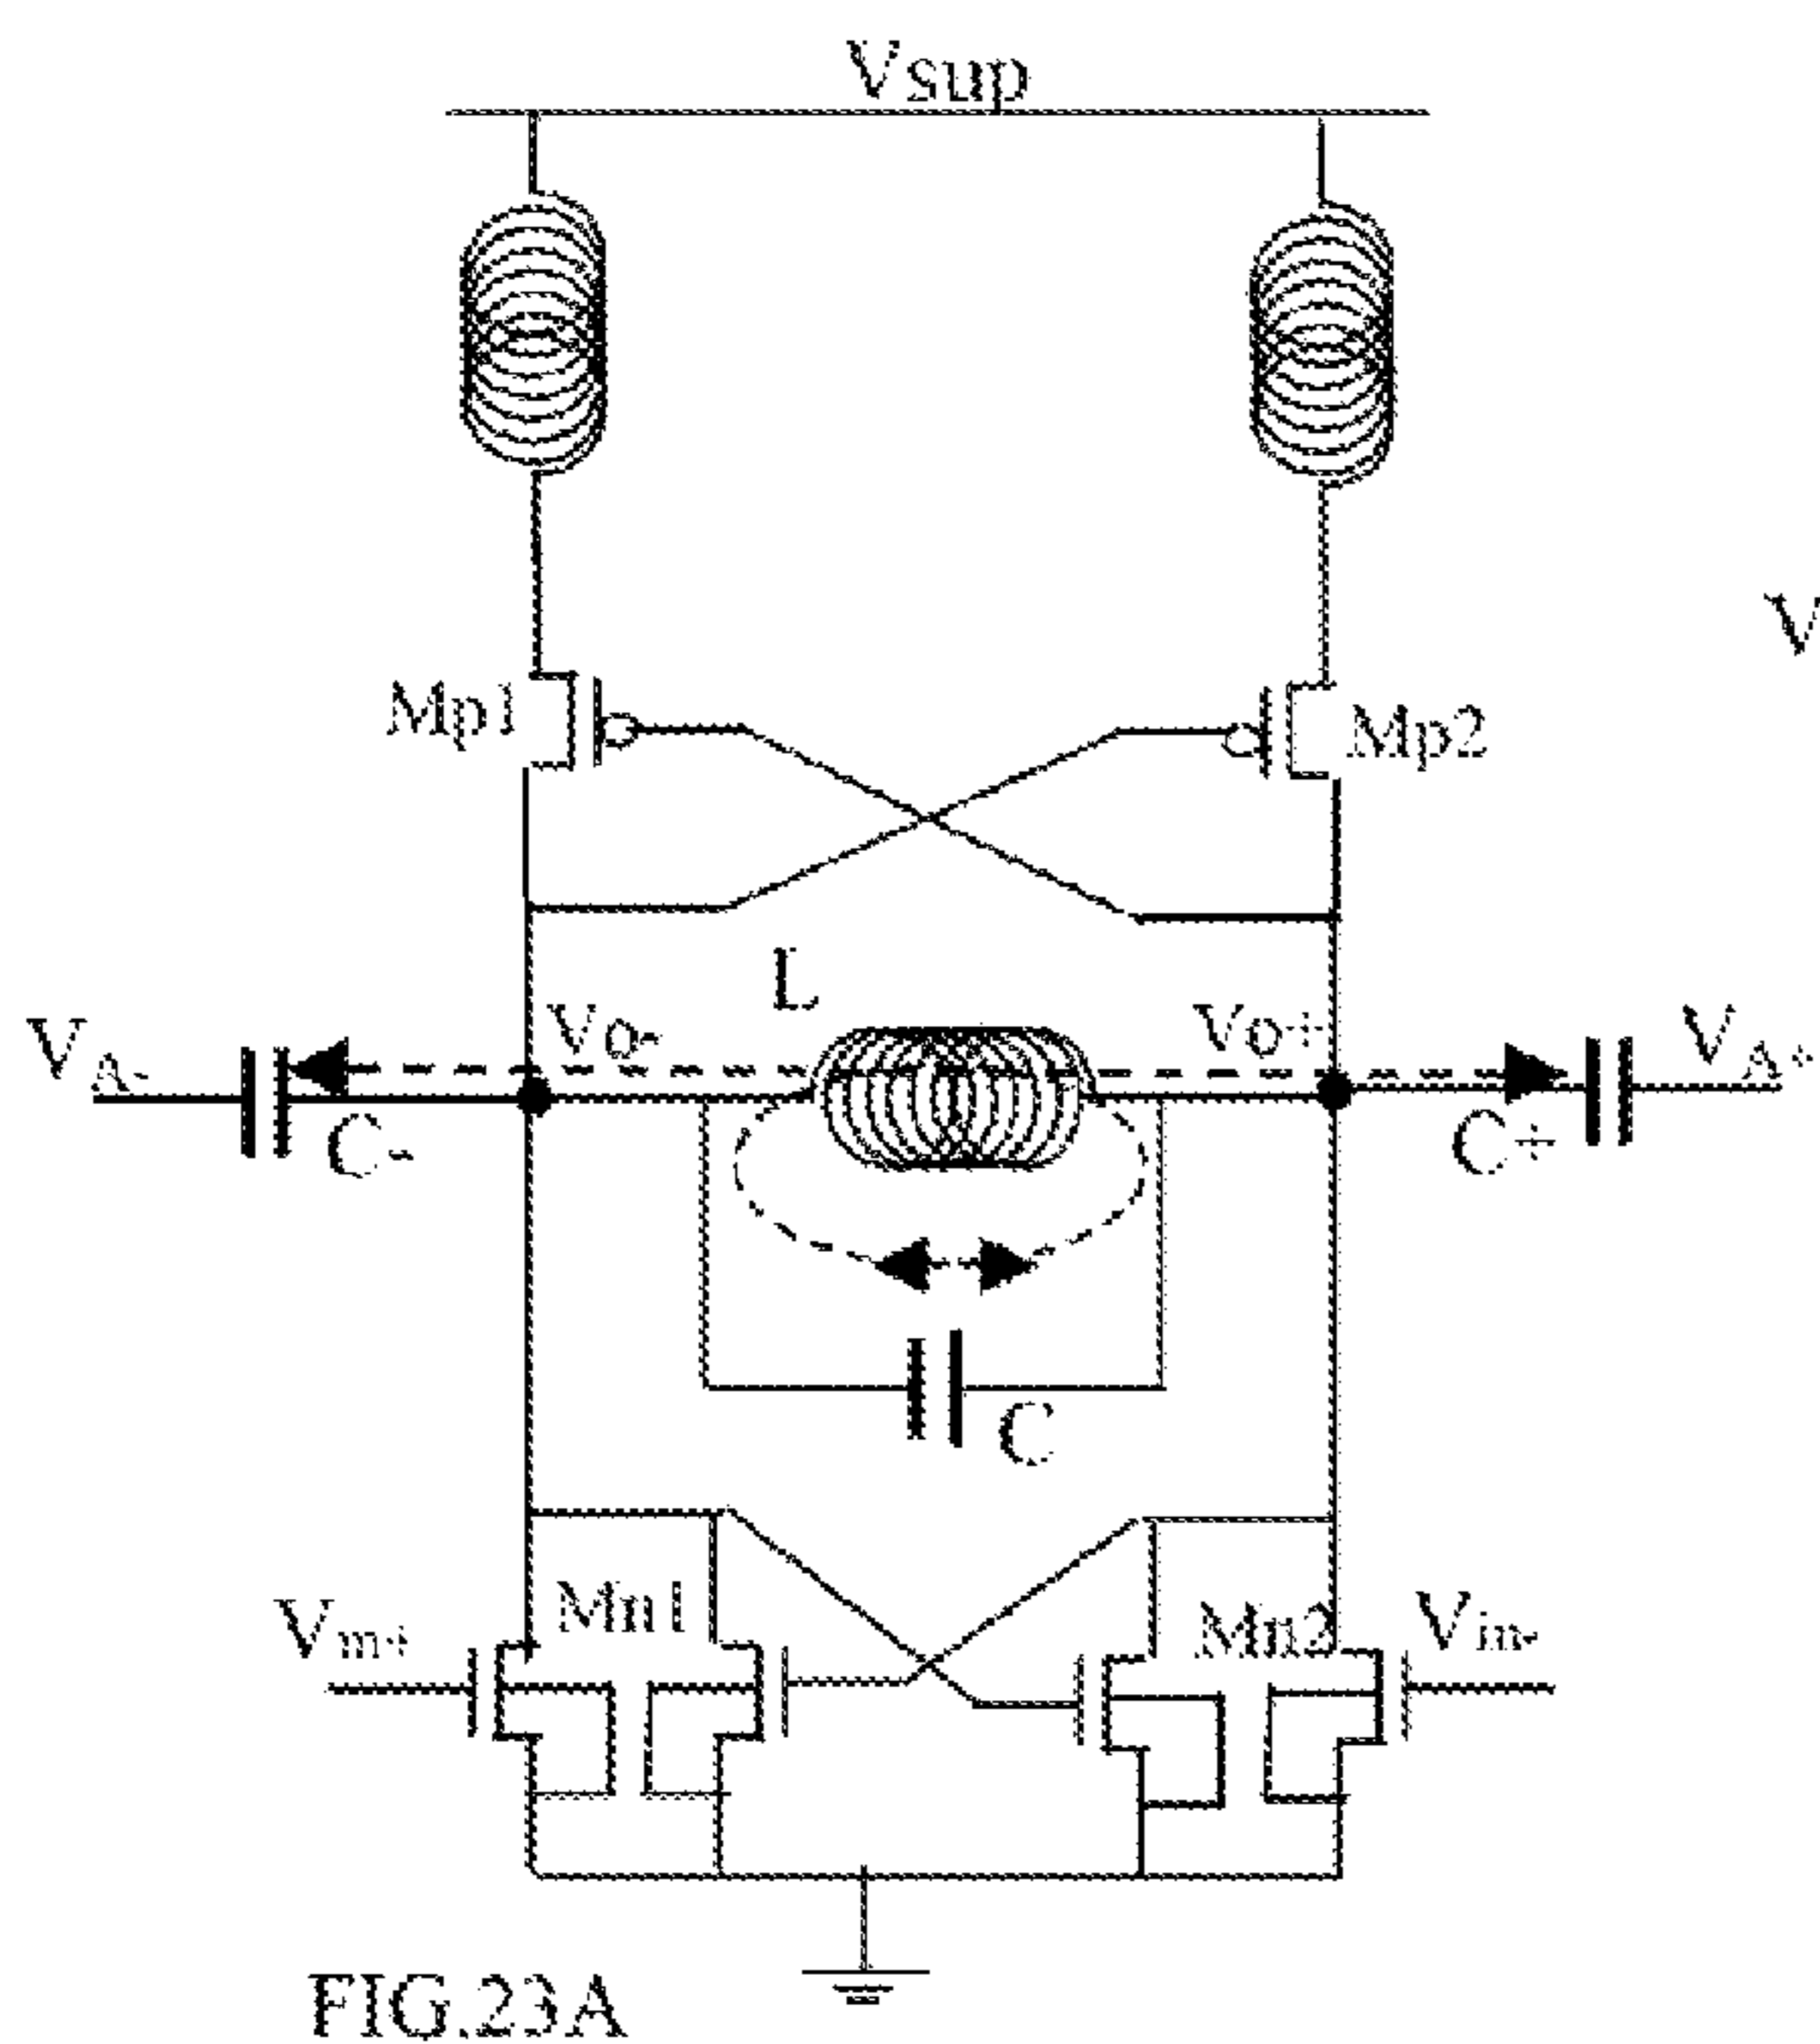 Vsup
V
Mp1
Mp2
L
VA-
Vo-
Vo+
VA+
C-
C+
C
Mn1
Mn2
Vin+
Vin-
FIG.23A